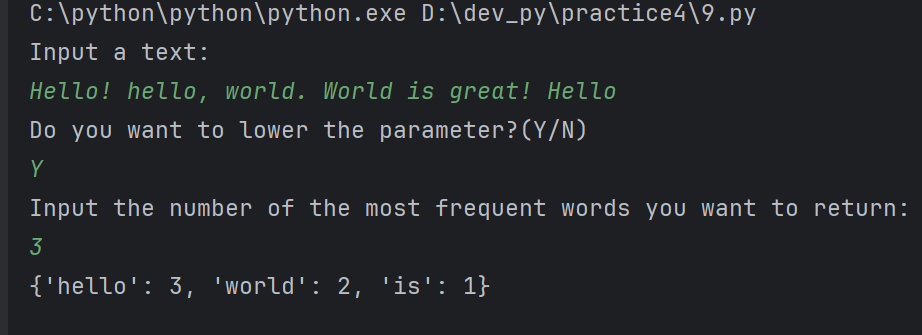 C:\python\python\python.exe D:\dev_py\practice4\9.py
Input a text:
Hello! hello, world. World is great! Hello
Do you want to lower the parameter?(Y/N)
Y
Input the number of the most frequent words you want to return:
3
{'hello': 3, 'world': 2, 'is': 1}